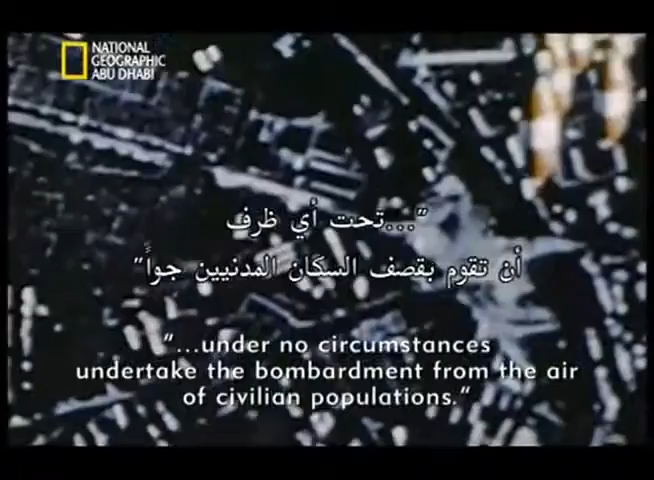 NATIONAL
GEOGRAPHIC
ABU DHABI
"...تحت أي ظرف
أن تقوم بقصف السكان المدنيين جواً"
"...under no circumstances
undertake the bombardment from the air
of civilian populations."